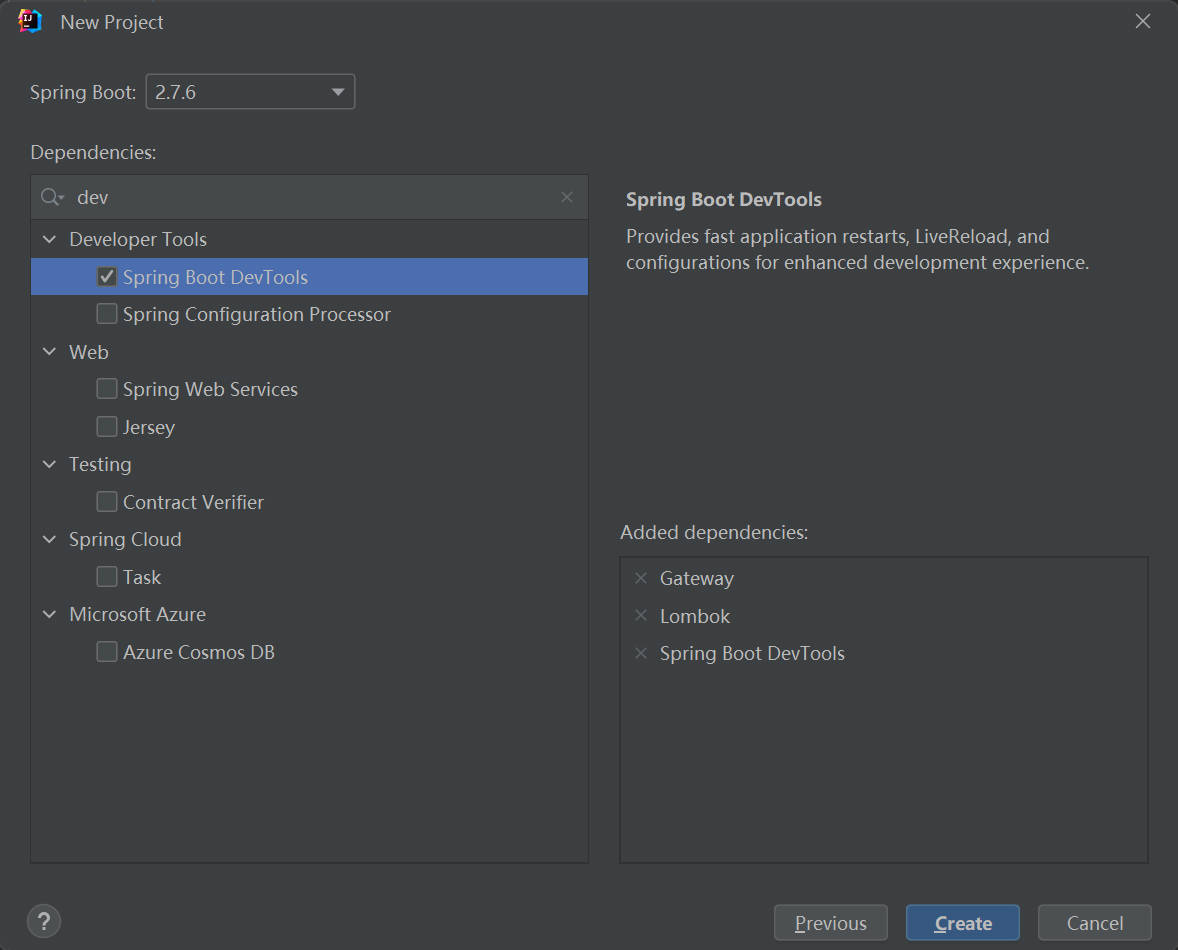 New Project
Spring Boot: 2.7.6
Dependencies:
dev
Developer Tools
Spring Boot DevTools
Spring Configuration Processor
Web
Spring Web Services
Jersey
Testing
Contract Verifier
Spring Cloud
Task
Microsoft Azure
Azure Cosmos DB
Spring Boot DevTools
Provides fast application restarts, LiveReload, and
configurations for enhanced development experience.
Added dependencies:
Gateway
Lombok
Spring Boot DevTools
?
Previous
Create
Cancel